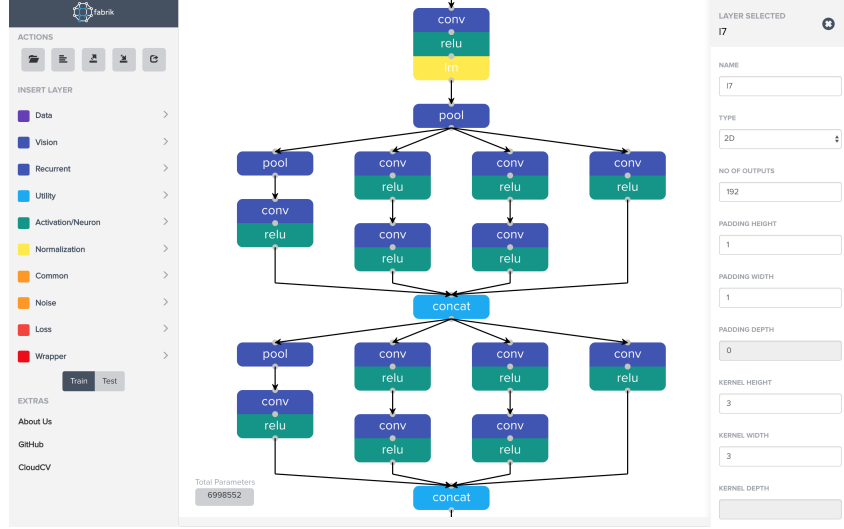 fabrik
ACTIONS
INSERT LAYER
Data
Vision
Recurrent
Utility
Activation/Neuron
Normalization
Common
Noise
Loss
Wrapper
Train Test
EXTRAS
About Us
GitHub
CloudCV
conv
relu
lrn
pool
pool conv conv conv
relu relu relu
conv conv conv
relu relu relu
concat
pool conv conv conv
relu relu relu
conv conv conv
relu relu relu
concat
Total Parameters
6998552
LAYER SELECTED
l7
NAME
l7
TYPE
2D
NO OF OUTPUTS
192
PADDING HEIGHT
1
PADDING WIDTH
1
PADDING DEPTH
0
KERNEL HEIGHT
3
KERNEL WIDTH
3
KERNEL DEPTH